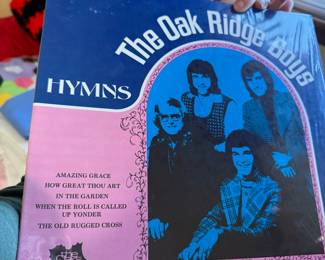 The Oak Ridge Boys
HYMNS
AMAZING GRACE
HOW GREAT THOU ART
IN THE GARDEN
WHEN THE ROLL IS CALLED
UP YONDER
THE OLD RUGGED CROSS